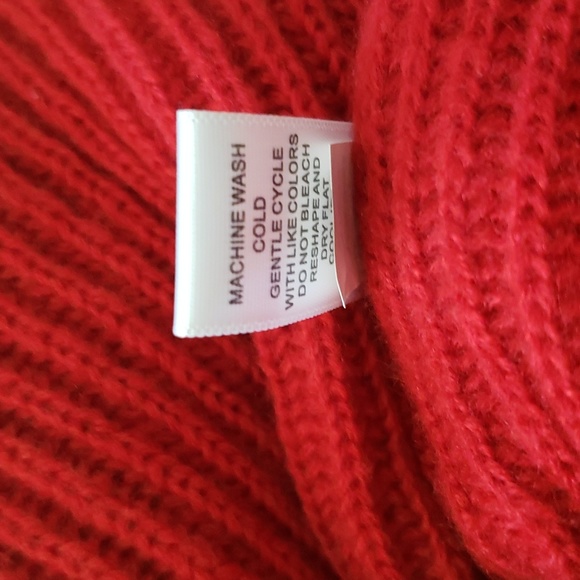 MACHINE WASH
COLD
GENTLE CYCLE
WITH LIKE COLORS
DO NOT BLEACH
RESHAPE AND
DRY FLAT